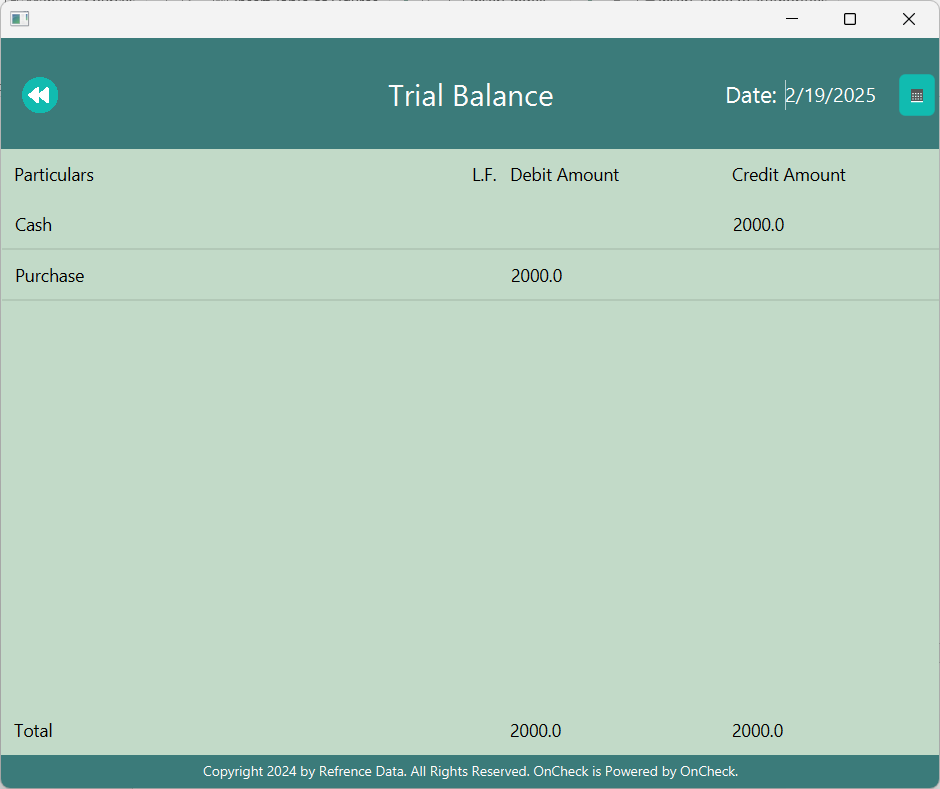 Trial Balance
Date: 2/19/2025
Particulars L.F. Debit Amount Credit Amount
Cash 2000.0
Purchase 2000.0
Total 2000.0 2000.0
Copyright 2024 by Refrence Data. All Rights Reserved. OnCheck is Powered by OnCheck.